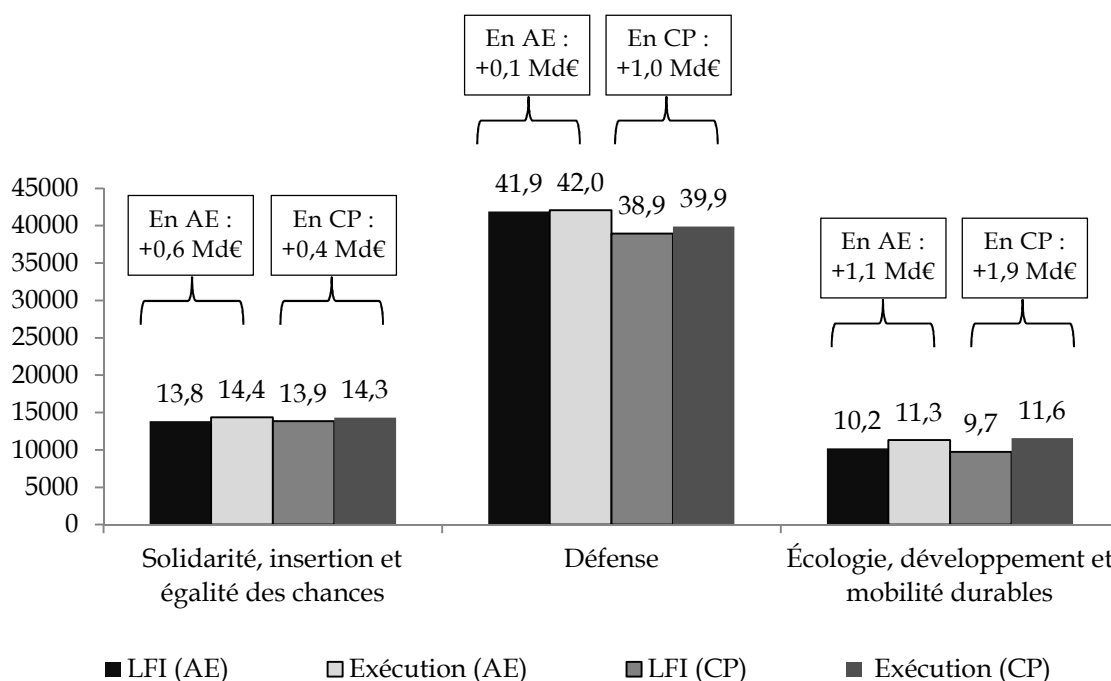 En AE :
+0,1 Md€
En CP :
+1,0 Md€
En AE :
+0,6 Md€
En CP :
+0,4 Md€
En AE :
+1,1 Md€
En CP :
+1,9 Md€
45000
40000
35000
30000
25000
20000
15000
10000
5000
0
13,8
14,4
13,9
14,3
41,9
42,0
38,9
39,9
10,2
11,3
9,7
11,6
Solidarité, insertion et
égalité des chances
Défense
Écologie, développement et
mobilité durables
LFI (AE)
Exécution (AE)
LFI (CP)
Exécution (CP)